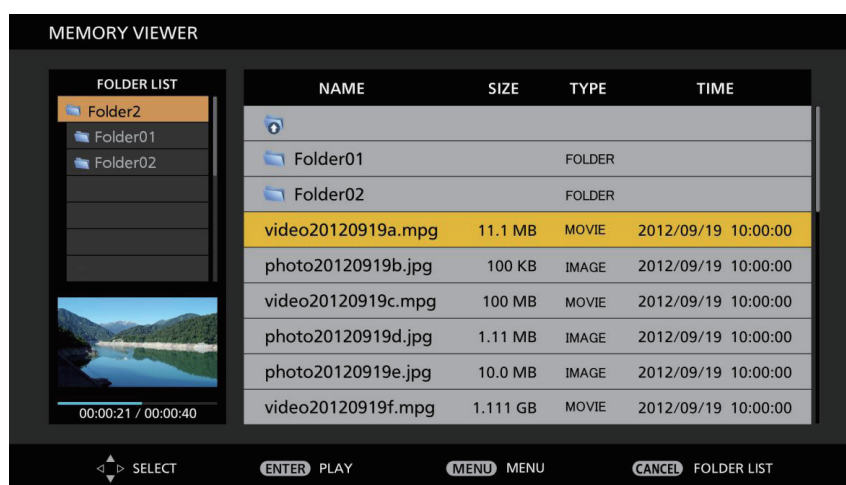 MEMORY VIEWER
FOLDER LIST
Folder2
Folder01
Folder02
00:00:21 / 00:00:40
NAME SIZE TYPE TIME
Folder01 FOLDER
Folder02 FOLDER
video20120919a.mpg 11.1 MB MOVIE 2012/09/19 10:00:00
photo20120919b.jpg 100 KB IMAGE 2012/09/19 10:00:00
video20120919c.mpg 100 MB MOVIE 2012/09/19 10:00:00
photo20120919d.jpg 1.11 MB IMAGE 2012/09/19 10:00:00
photo20120919e.jpg 10.0 MB IMAGE 2012/09/19 10:00:00
video20120919f.mpg 1.111 GB MOVIE 2012/09/19 10:00:00
SELECT ENTER PLAY MENU MENU CANCEL FOLDER LIST